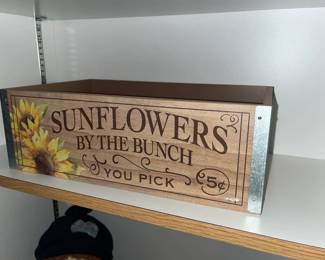 SUNFLOWERS
BY THE BUNCH
YOU PICK 5¢